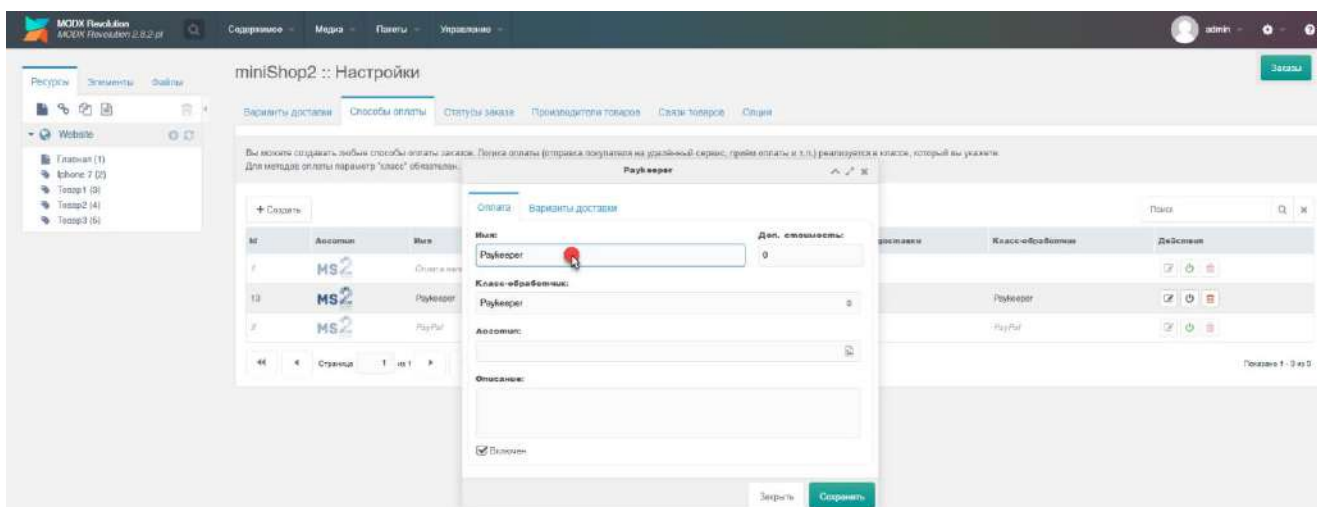 MODX Revolution
MODX Revolution 2.8.2-pl
Содержимое
Медиа
Пакеты
Управление
admin
Ресурсы
Элементы
Файлы
miniShop2 :: Настройки
Заказы
Варианты доставки
Способы оплаты
Статусы заказа
Производители товаров
Связи товаров
Опции
Website
Главная (1)
Iphone 7 (2)
Товар1 (3)
Товар2 (4)
Товар3 (5)
Вы можете создавать любые способы оплаты заказов. Логика оплаты (отправка покупателя на удалённый сервис, приём оплаты и т.п.) реализуется в классе, который вы укажете.
Для методов оплаты параметр "класс" обязателен.
Paykeeper
Оплата
Варианты доставки
Имя:
Доп. стоимость:
Paykeeper
0
Класс-обработчик:
Paykeeper
Логотип:
Описание:
Включен
Закрыть
Сохранить
Создать
Поиск
Id
Логотип
Имя
доставки
Класс-обработчик
Действия
MS2
13
MS2
Paykeeper
Paykeeper
MS2
PayPal
PayPal
Страница
1
из 1
Показано 1 - 3 из 3